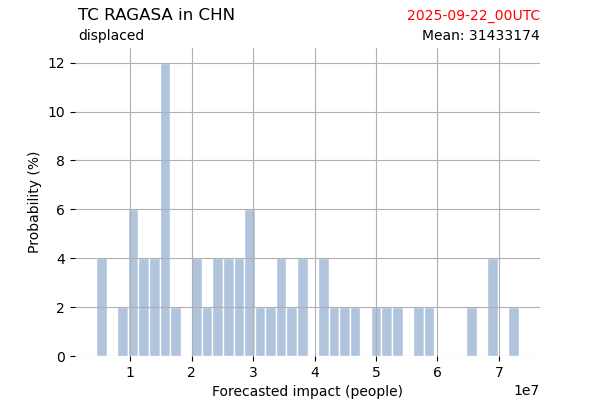 TC RAGASA in CHN
2025-09-22_00UTC
displaced
Mean: 31433174
12
10
8
6
4
2
0
Probability (%)
1 2 3 4 5 6 7
1e7
Forecasted impact (people)